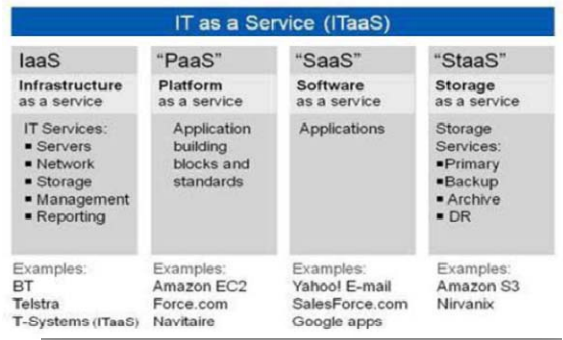 IT as a Service (ITaaS)
IaaS
Infrastructure
as a service
IT Services:
▪ Servers
▪ Network
▪ Storage
▪ Management
▪ Reporting
Examples:
BT
Telstra
T-Systems (ITaaS)
“PaaS”
Platform
as a service
Application
building
blocks and
standards
Examples:
Amazon EC2
Force.com
Navitaire
“SaaS”
Software
as a service
Applications
Examples:
Yahoo! E-mail
SalesForce.com
Google apps
“StaaS”
Storage
as a service
Storage
Services:
▪Primary
▪Backup
▪ Archive
▪ DR
Examples:
Amazon S3
Nirvanix